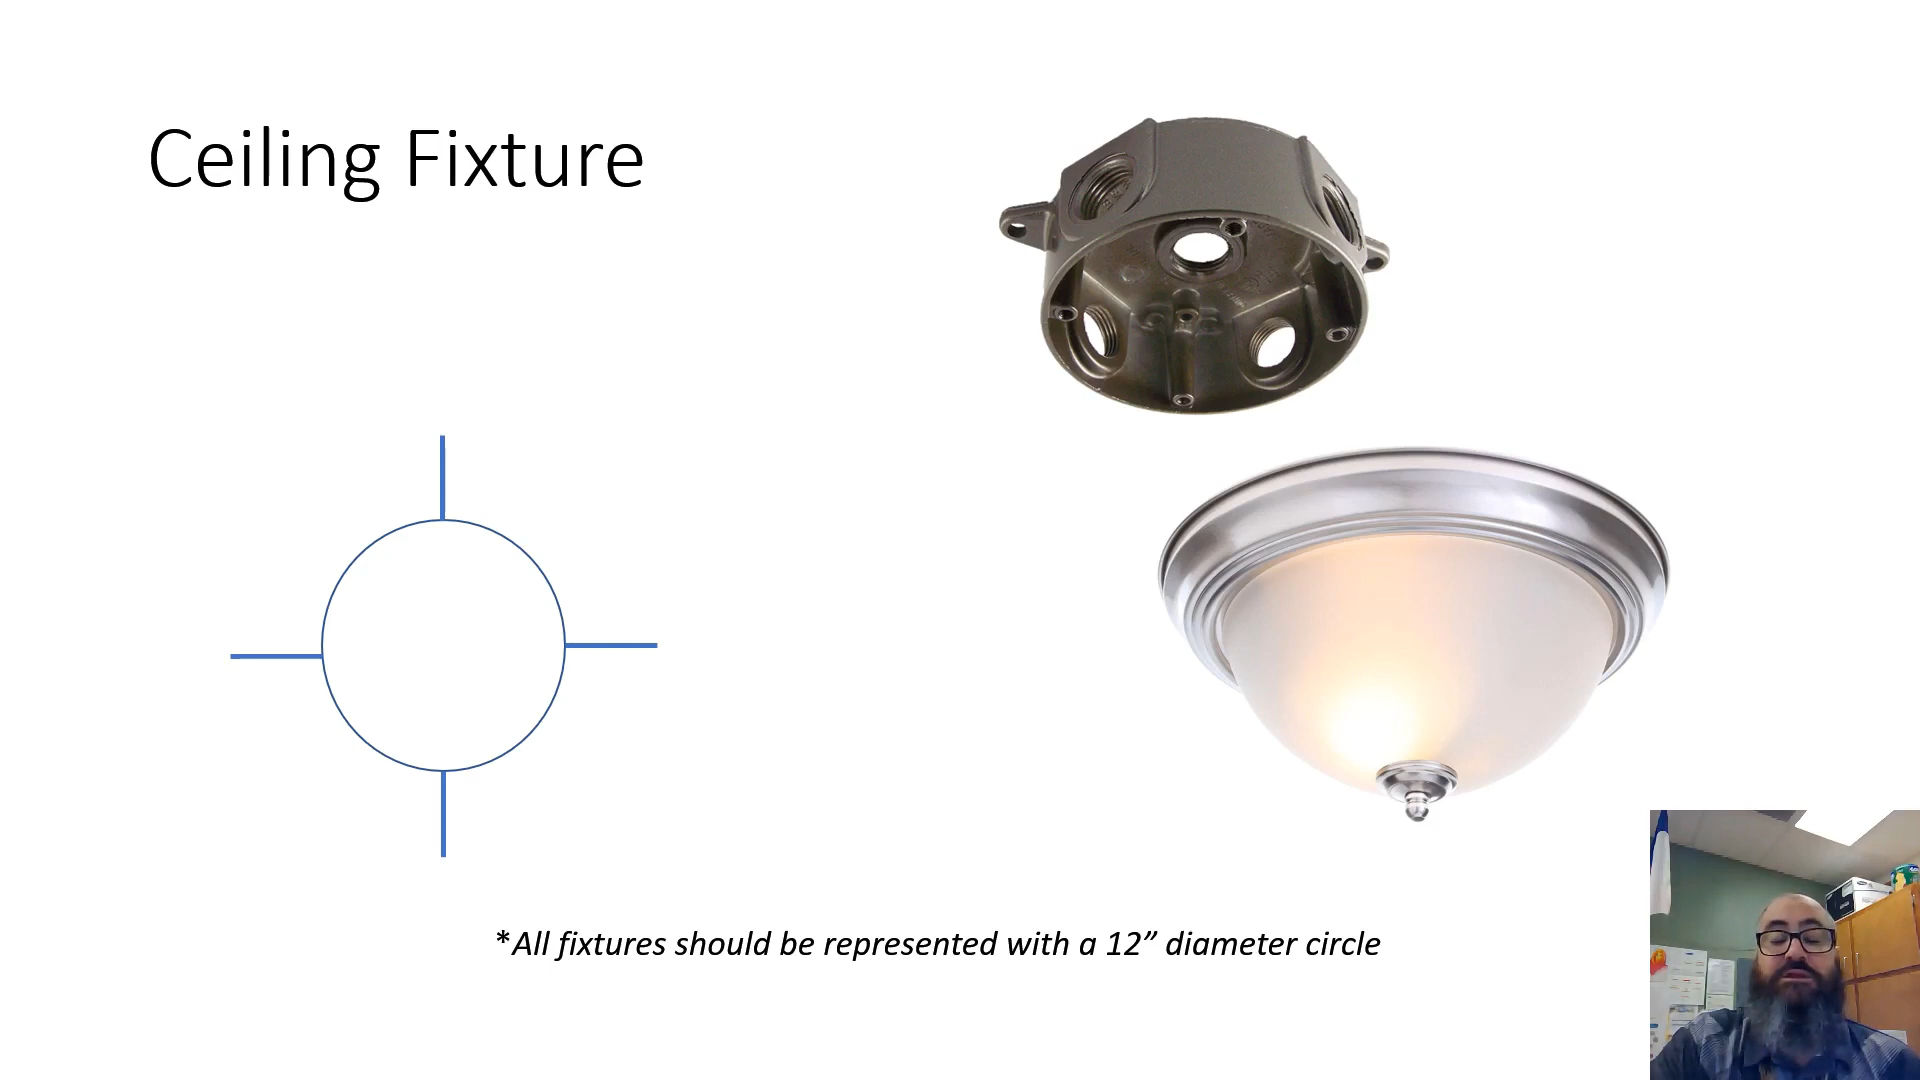 Ceiling Fixture
*All fixtures should be represented with a 12” diameter circle